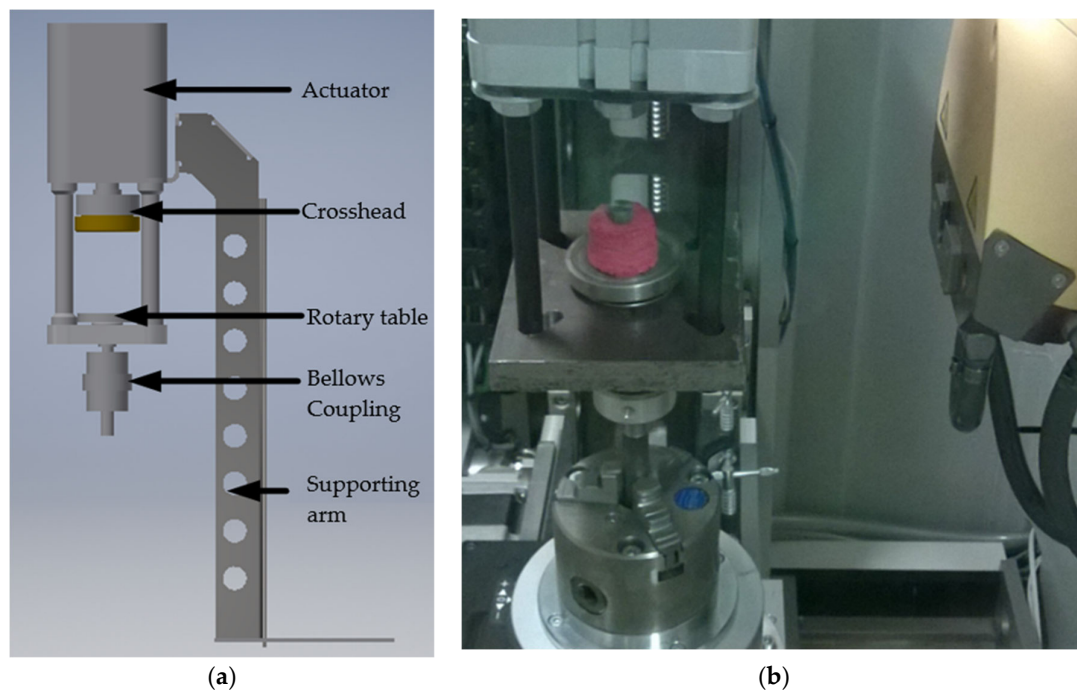 Actuator
Crosshead
Rotary table
Bellows
Coupling
Supporting
arm
(a)
(b)